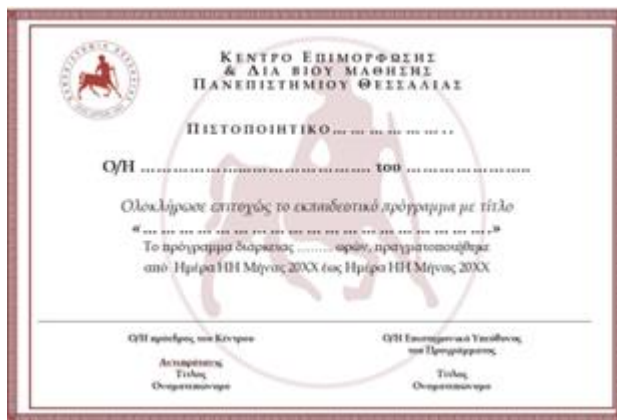 ΚΕΝΤΡΟ ΕΠΙΜΟΡΦΩΣΗΣ
& ΔΙΑ ΒΙΟΥ ΜΑΘΗΣΗΣ
ΠΑΝΕΠΙΣΤΗΜΙΟΥ ΘΕΣΣΑΛΙΑΣ
ΠΙΣΤΟΠΟΙΗΤΙΚΟ... ... ... ... ... ..
Ο/Η ……………………………………… του …………………..
Ολοκλήρωσε επιτυχώς το εκπαιδευτικό πρόγραμμα με τίτλο
«... ... ... ... ... ... ... ... ... ... ... ... ... ... ... ... ....»
Το πρόγραμμα διάρκειας ……… ωρών, πραγματοποιήθηκε
από Ημέρα ΗΗ Μήνας 20ΧΧ έως Ημέρα ΗΗ Μήνας 20ΧΧ
Ο/Η πρόεδρος του Κέντρου
Αντιπρύτανης
Τίτλος
Ονοματεπώνυμο
Ο/Η Επιστημονικά Υπεύθυνος
του Προγράμματος
Τίτλος
Ονοματεπώνυμο